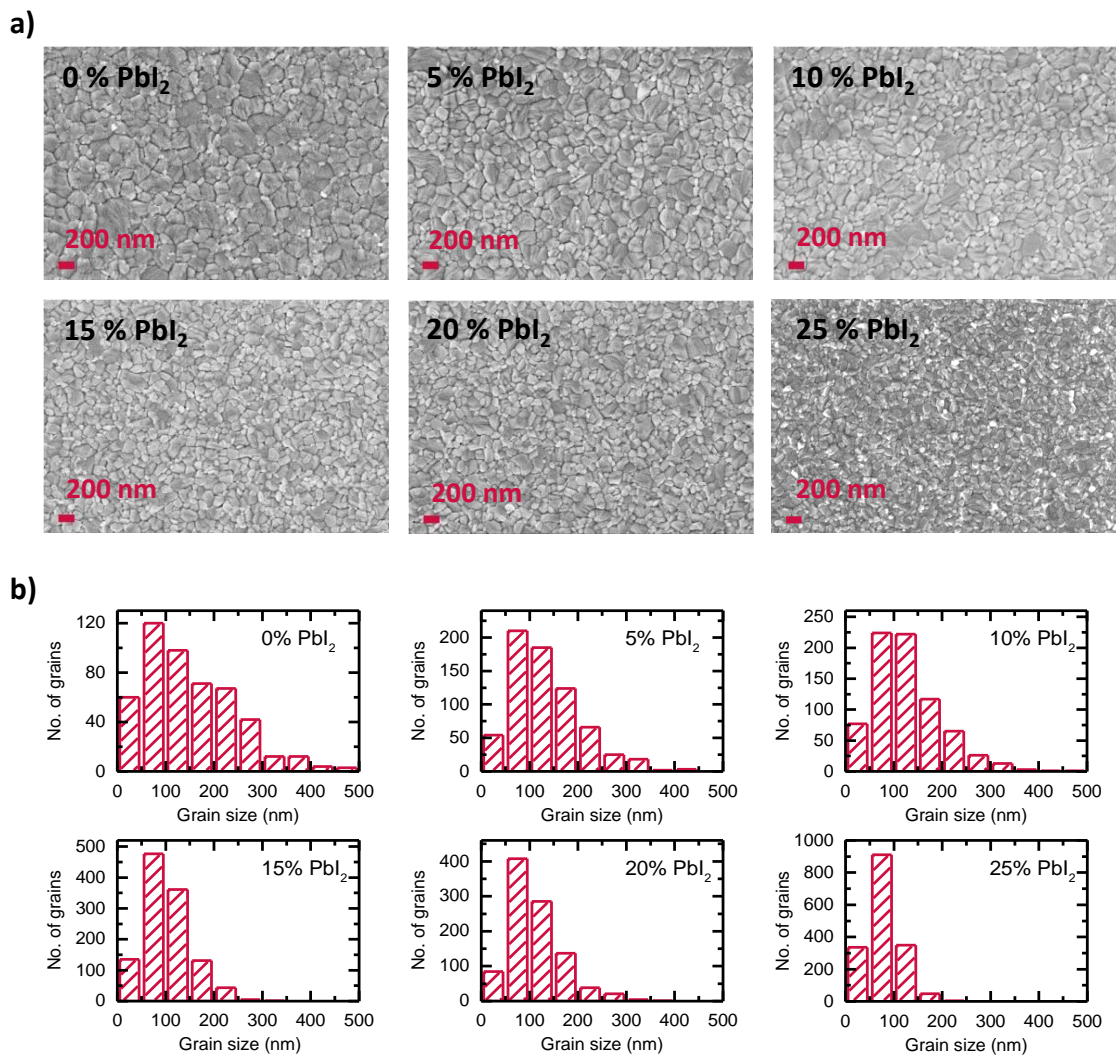 a)
0 % PbI₂
5 % PbI₂
10 % PbI₂
200 nm
200 nm
200 nm
15 % PbI₂
20 % PbI₂
25 % PbI₂
200 nm
200 nm
200 nm
b)
120
80
40
0
0 100 200 300 400 500
No. of grains
Grain size (nm)
0% PbI₂
200
150
100
50
0
0 100 200 300 400 500
No. of grains
Grain size (nm)
5% PbI₂
250
200
150
100
50
0
0 100 200 300 400 500
No. of grains
Grain size (nm)
10% PbI₂
500
400
300
200
100
0
0 100 200 300 400 500
No. of grains
Grain size (nm)
15% PbI₂
400
300
200
100
0
0 100 200 300 400 500
No. of grains
Grain size (nm)
20% PbI₂
1000
800
600
400
200
0
0 100 200 300 400 500
No. of grains
Grain size (nm)
25% PbI₂